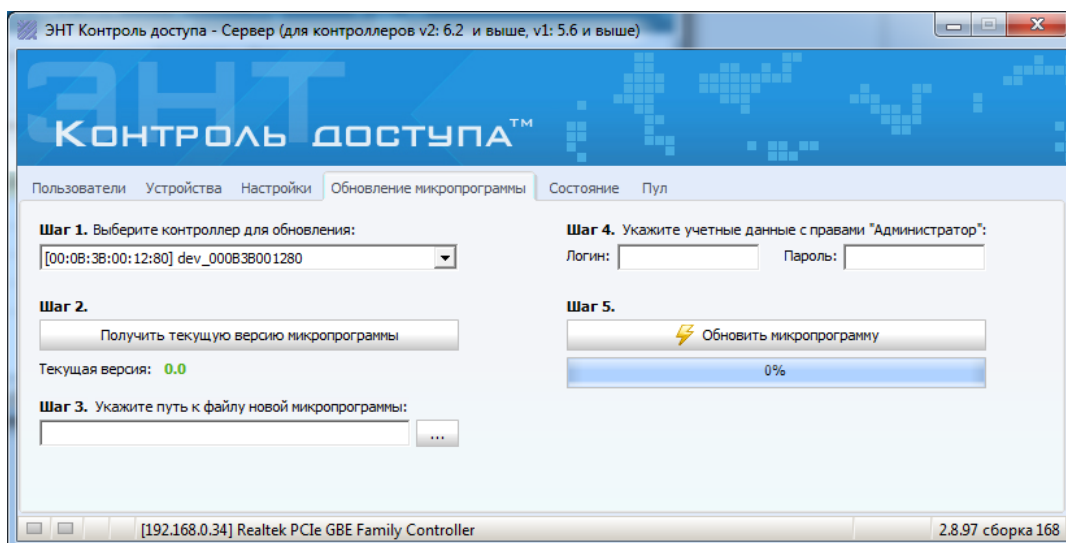 ЭНТ Контроль доступа - Сервер (для контроллеров v2: 6.2 и выше, v1: 5.6 и выше)
ЭНТ
КОНТРОЛЬ ДОСТУПА™
Пользователи Устройства Настройки Обновление микропрограммы Состояние Пул
Шаг 1. Выберите контроллер для обновления:
[00:0B:3B:00:12:80] dev_000B3B001280
Шаг 2.
Получить текущую версию микропрограммы
Текущая версия: 0.0
Шаг 3. Укажите путь к файлу новой микропрограммы:
...
Шаг 4. Укажите учетные данные с правами "Администратор":
Логин: Пароль:
Шаг 5.
Обновить микропрограмму
0%
[192.168.0.34] Realtek PCIe GBE Family Controller 2.8.97 сборка 168